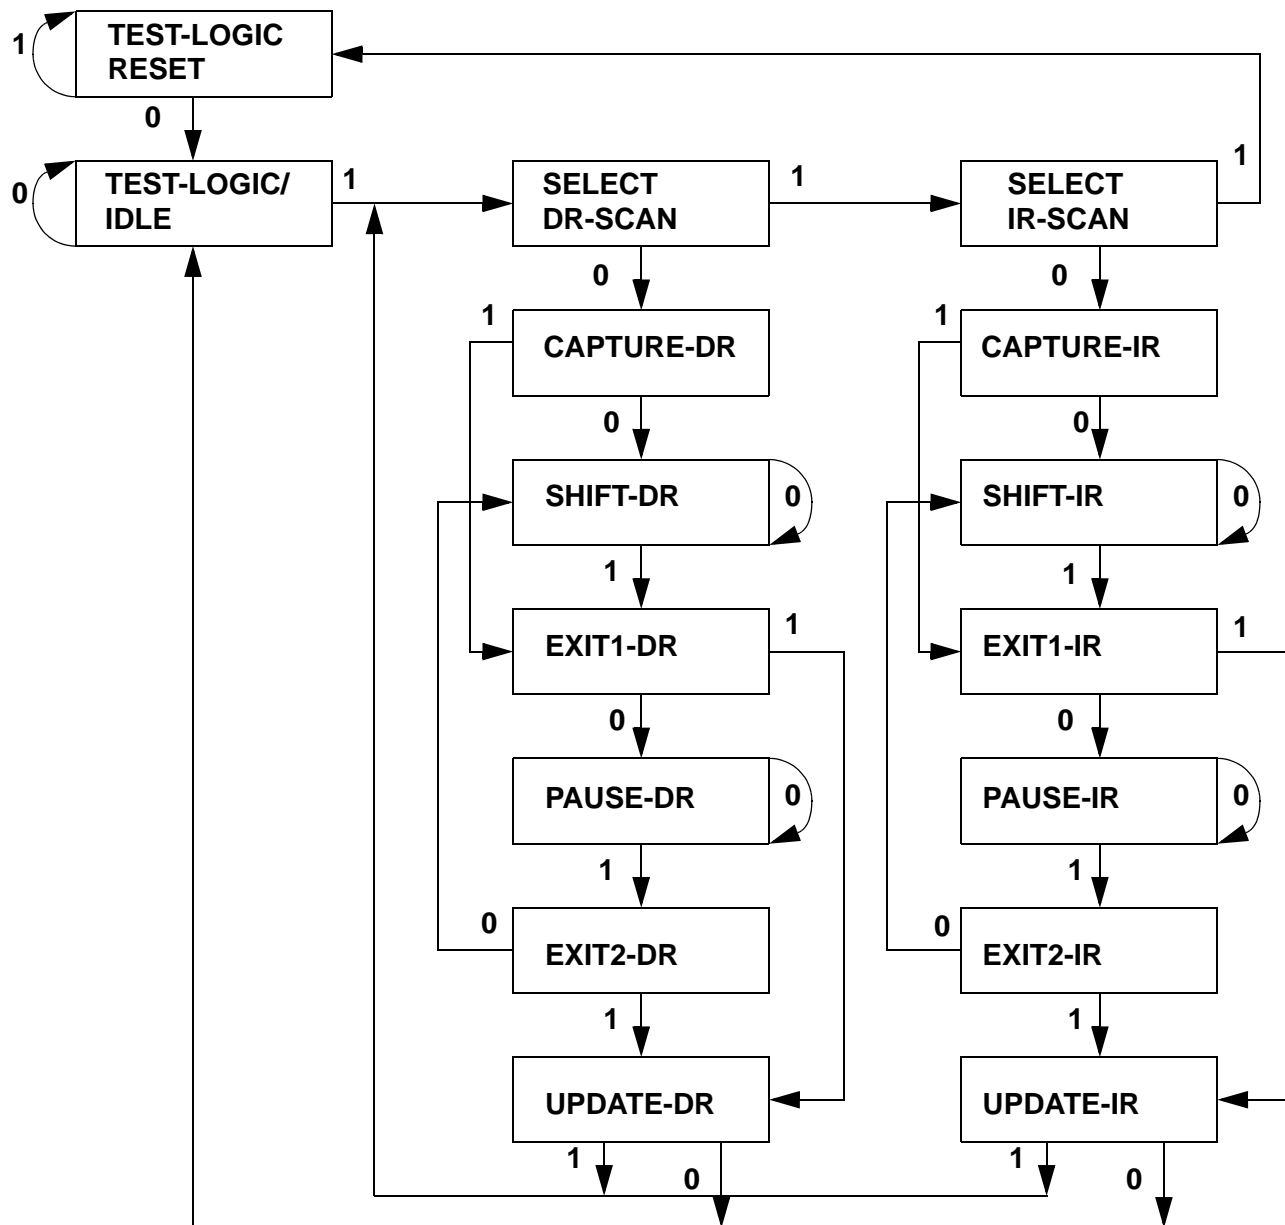 1
TEST-LOGIC
RESET
0
0
TEST-LOGIC/
IDLE
1
SELECT
DR-SCAN
1
SELECT
IR-SCAN
1
0
0
1
CAPTURE-DR
1
CAPTURE-IR
0
0
SHIFT-DR
0
SHIFT-IR
0
1
1
EXIT1-DR
1
EXIT1-IR
1
0
0
PAUSE-DR
0
PAUSE-IR
0
1
1
0
EXIT2-DR
0
EXIT2-IR
1
1
UPDATE-DR
UPDATE-IR
1
0
1
0